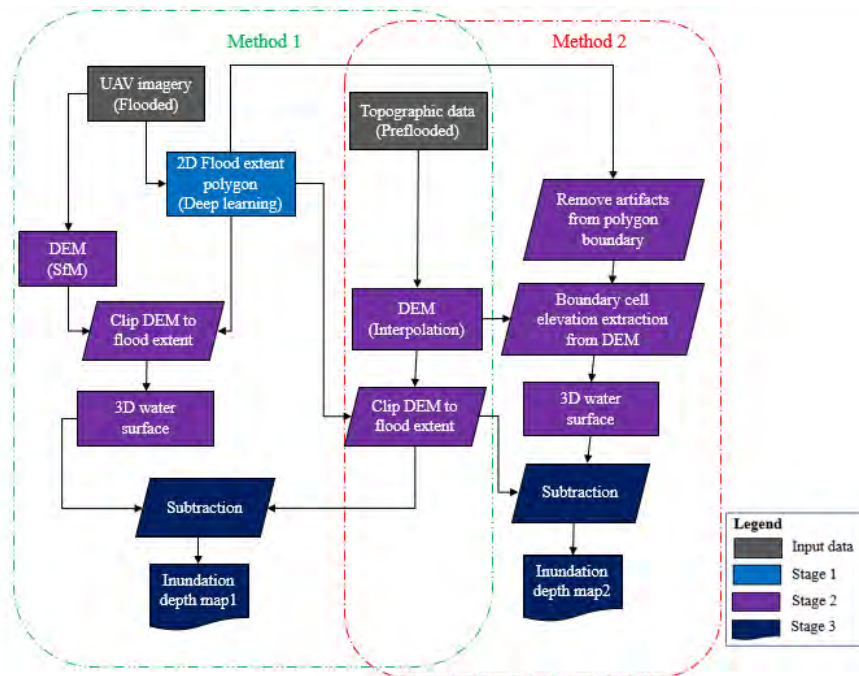 Method 1
Method 2
UAV imagery
(Flooded)
Topographic data
(Preflooded)
2D Flood extent
polygon
(Deep learning)
Remove artifacts
from polygon
boundary
DEM
(SfM)
DEM
(Interpolation)
Boundary cell
elevation extraction
from DEM
Clip DEM to
flood extent
3D water
surface
Clip DEM to
flood extent
3D water
surface
Subtraction
Subtraction
Inundation
depth map1
Inundation
depth map2
Legend
Input data
Stage 1
Stage 2
Stage 3